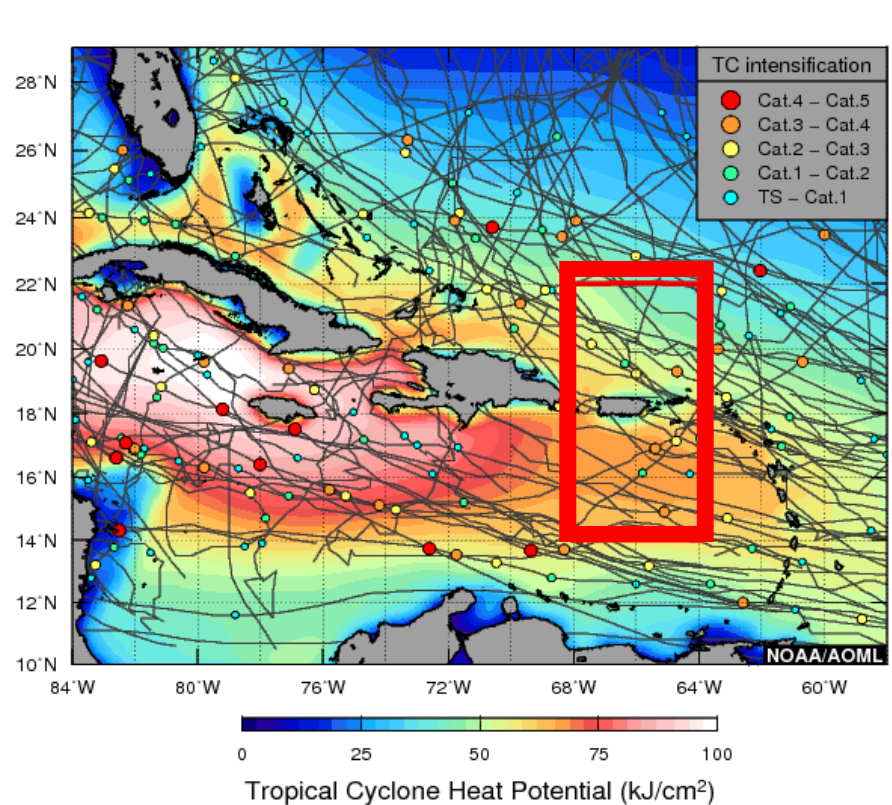 TC intensification
Cat.4 – Cat.5
Cat.3 – Cat.4
Cat.2 – Cat.3
Cat.1 – Cat.2
TS – Cat.1
28°N
26°N
24°N
22°N
20°N
18°N
16°N
14°N
12°N
10°N
NOAA/AOML
84°W 80°W 76°W 72°W 68°W 64°W 60°W
0 25 50 75 100
Tropical Cyclone Heat Potential (kJ/cm²)